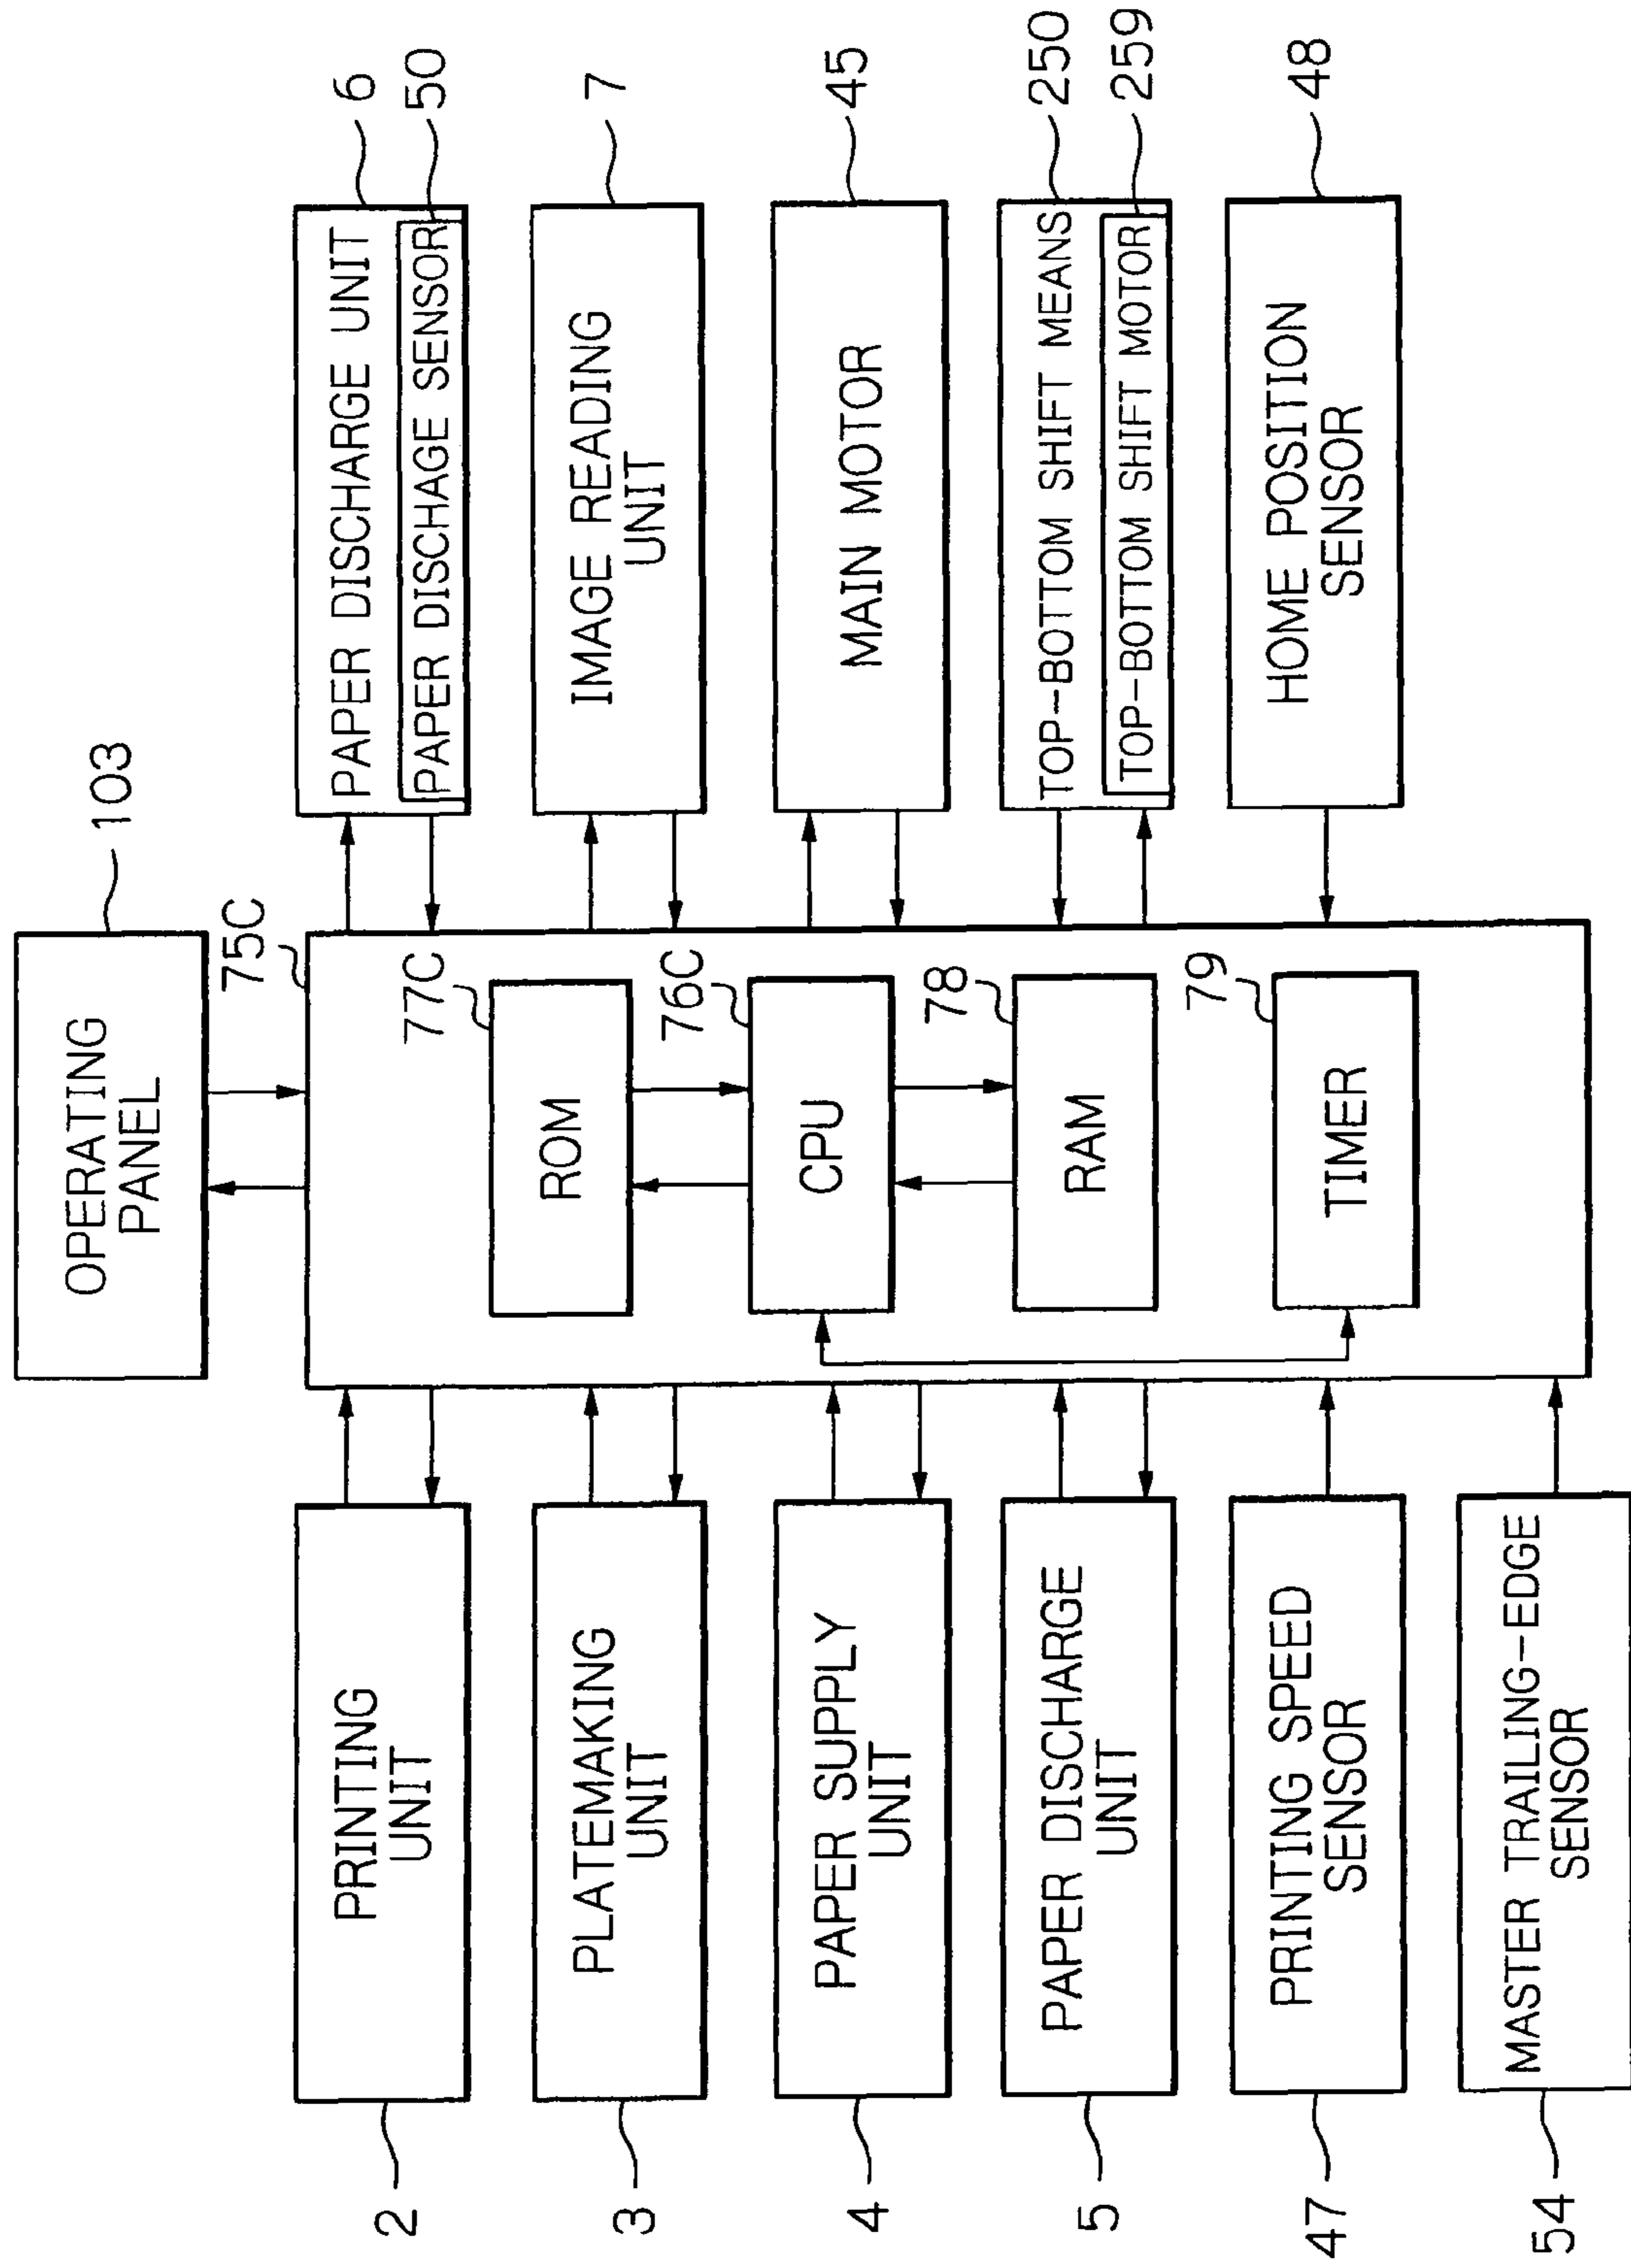 OPERATING
PANEL
103
75C
PRINTING
UNIT
2
PLATEMAKING
UNIT
3
PAPER SUPPLY
UNIT
4
PAPER DISCHARGE
UNIT
5
PRINTING SPEED
SENSOR
47
MASTER TRAILING-EDGE
SENSOR
54
77C
ROM
76C
CPU
78
RAM
79
TIMER
PAPER DISCHARGE UNIT
6
PAPER DISCHAGE SENSOR
50
IMAGE READING
UNIT
7
MAIN MOTOR
45
TOP-BOTTOM SHIFT MEANS
250
TOP-BOTTOM SHIFT MOTOR
259
HOME POSITION
SENSOR
48